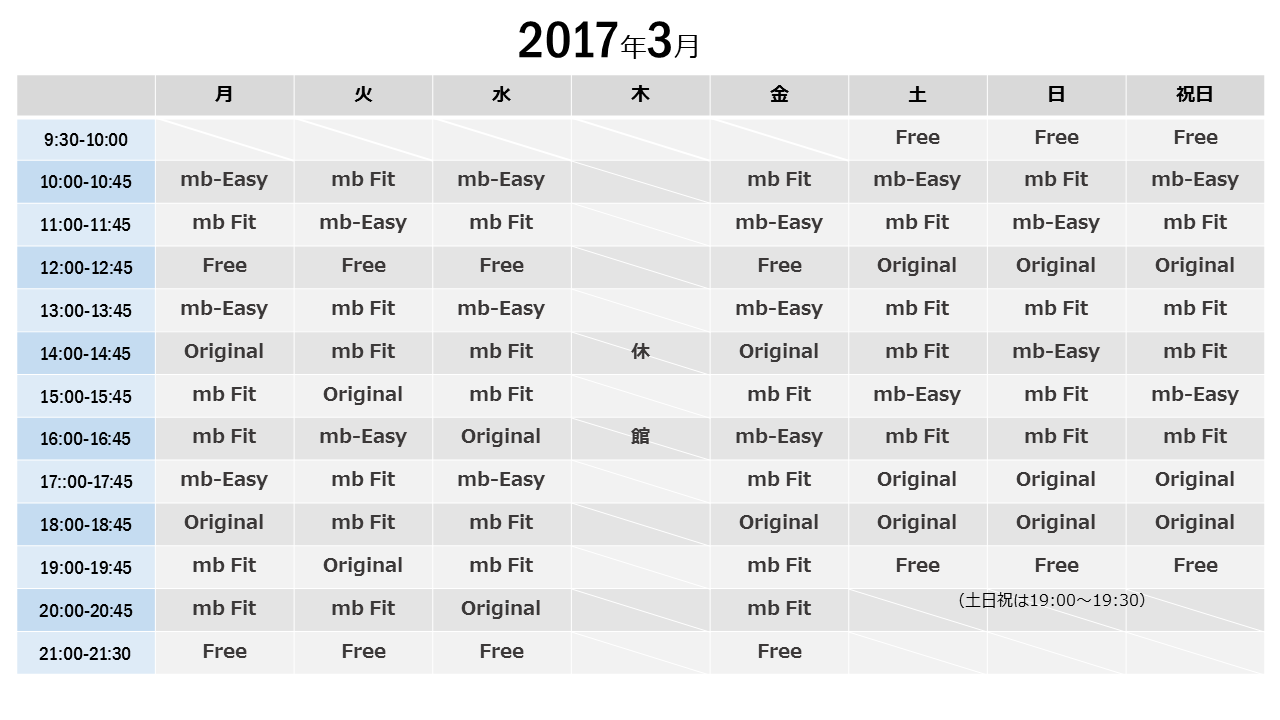 2017年3月
月 火 水 木 金 土 日 祝日
9:30-10:00 Free Free Free
10:00-10:45 mb-Easy mb Fit mb-Easy mb Fit mb-Easy mb Fit mb-Easy
11:00-11:45 mb Fit mb-Easy mb Fit mb-Easy mb Fit mb-Easy mb Fit
12:00-12:45 Free Free Free Free Original Original Original
13:00-13:45 mb-Easy mb Fit mb-Easy mb-Easy mb Fit mb Fit mb Fit
14:00-14:45 Original mb Fit mb Fit 休 Original mb Fit mb-Easy mb Fit
15:00-15:45 mb Fit Original mb Fit mb Fit mb-Easy mb Fit mb-Easy
16:00-16:45 mb Fit mb-Easy Original 館 mb-Easy mb Fit mb Fit mb Fit
17::00-17:45 mb-Easy mb Fit mb-Easy mb Fit Original Original Original
18:00-18:45 Original mb Fit mb Fit Original Original Original Original
19:00-19:45 mb Fit Original mb Fit mb Fit Free Free Free
20:00-20:45 mb Fit mb Fit Original mb Fit （土日祝は19:00～19:30）
21:00-21:30 Free Free Free Free